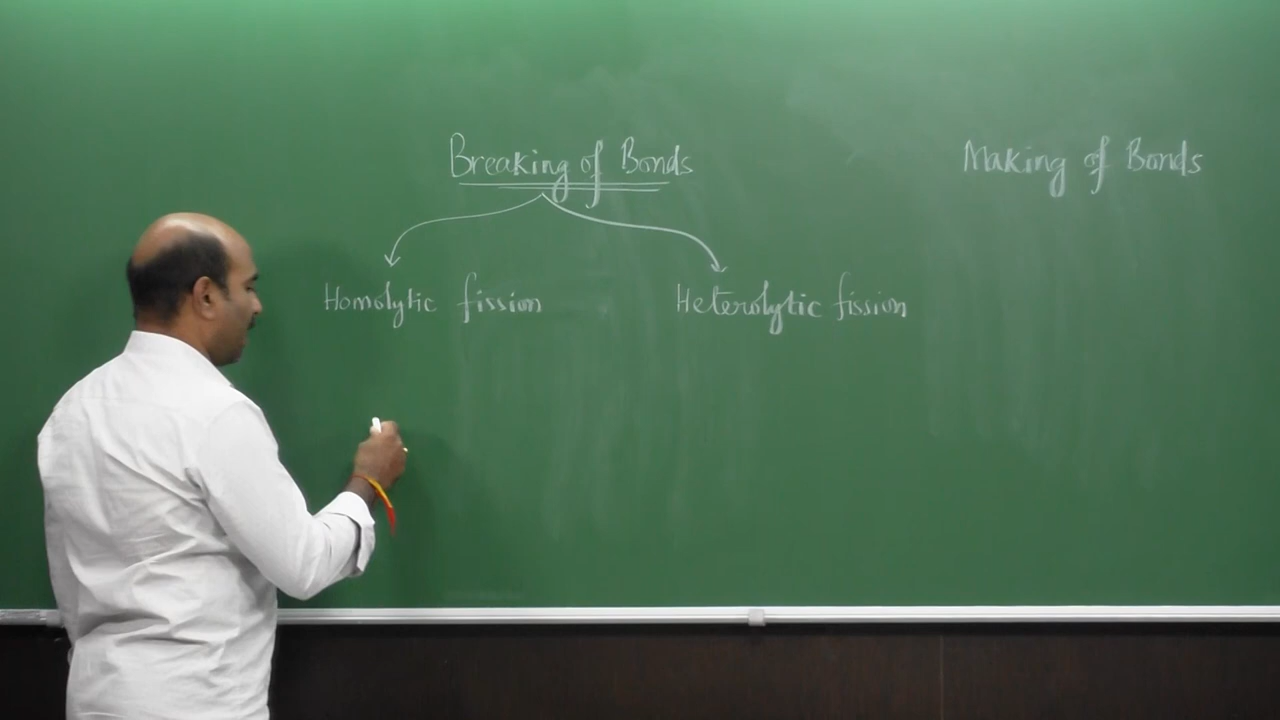 Breaking of Bonds
Making of Bonds
Homolytic fission
Heterolytic fission